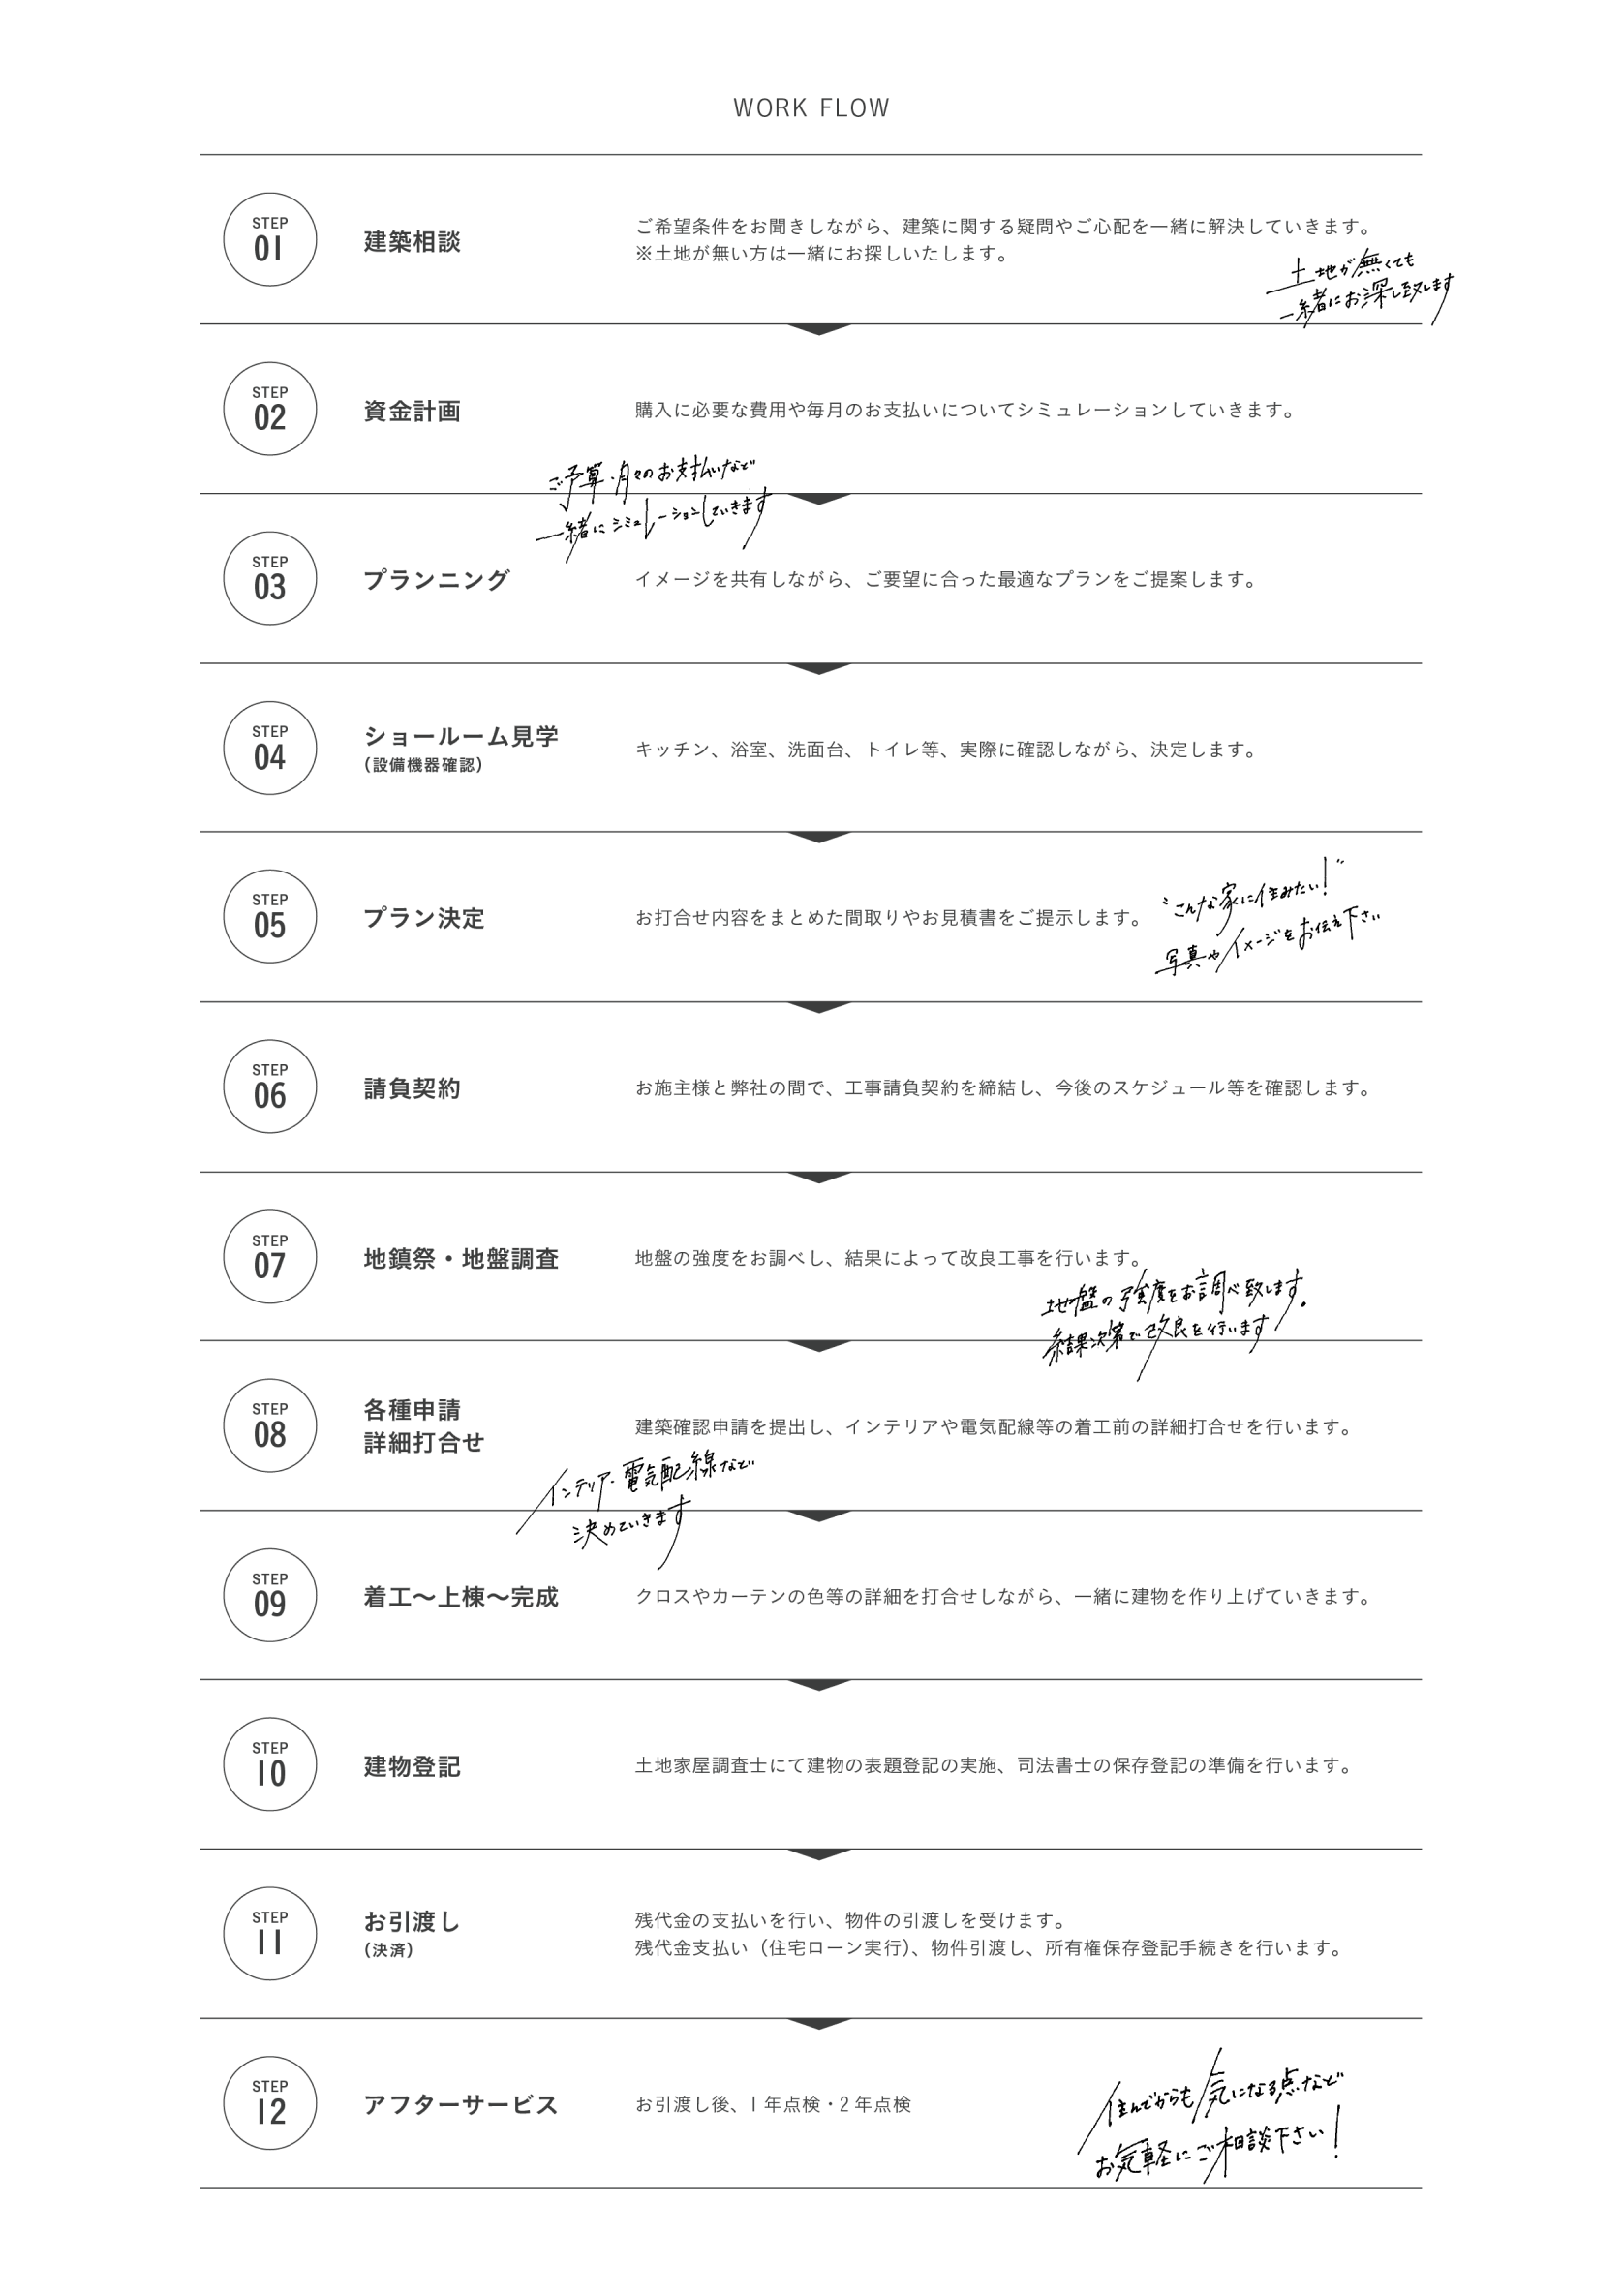 WORK FLOW
STEP
01
建築相談
ご希望条件をお聞きしながら、建築に関する疑問やご心配を一緒に解決していきます。
※土地が無い方は一緒にお探しいたします。
土地が無くても
一緒にお探し致します
STEP
02
資金計画
購入に必要な費用や毎月のお支払いについてシミュレーションしていきます。
ご予算・月々のお支払いなど
一緒にシミュレーションしていきます
STEP
03
プランニング
イメージを共有しながら、ご要望に合った最適なプランをご提案します。
STEP
04
ショールーム見学
（設備機器確認）
キッチン、浴室、洗面台、トイレ等、実際に確認しながら、決定します。
STEP
05
プラン決定
お打合せ内容をまとめた間取りやお見積書をご提示します。
“こんな家に住みたい！”
写真やイメージをお伝え下さい
STEP
06
請負契約
お施主様と弊社の間で、工事請負契約を締結し、今後のスケジュール等を確認します。
STEP
07
地鎮祭・地盤調査
地盤の強度をお調べし、結果によって改良工事を行います。
地盤の強度をお調べ致します。
結果次第で改良を行います
STEP
08
各種申請
詳細打合せ
建築確認申請を提出し、インテリアや電気配線等の着工前の詳細打合せを行います。
インテリア・電気配線など
決めていきます
STEP
09
着工〜上棟〜完成
クロスやカーテンの色等の詳細を打合せしながら、一緒に建物を作り上げていきます。
STEP
10
建物登記
土地家屋調査士にて建物の表題登記の実施、司法書士の保存登記の準備を行います。
STEP
11
お引渡し
（決済）
残代金の支払いを行い、物件の引渡しを受けます。
残代金支払い（住宅ローン実行）、物件引渡し、所有権保存登記手続きを行います。
STEP
12
アフターサービス
お引渡し後、1 年点検・2 年点検
住んでからも気になる点など
お気軽にご相談下さい！